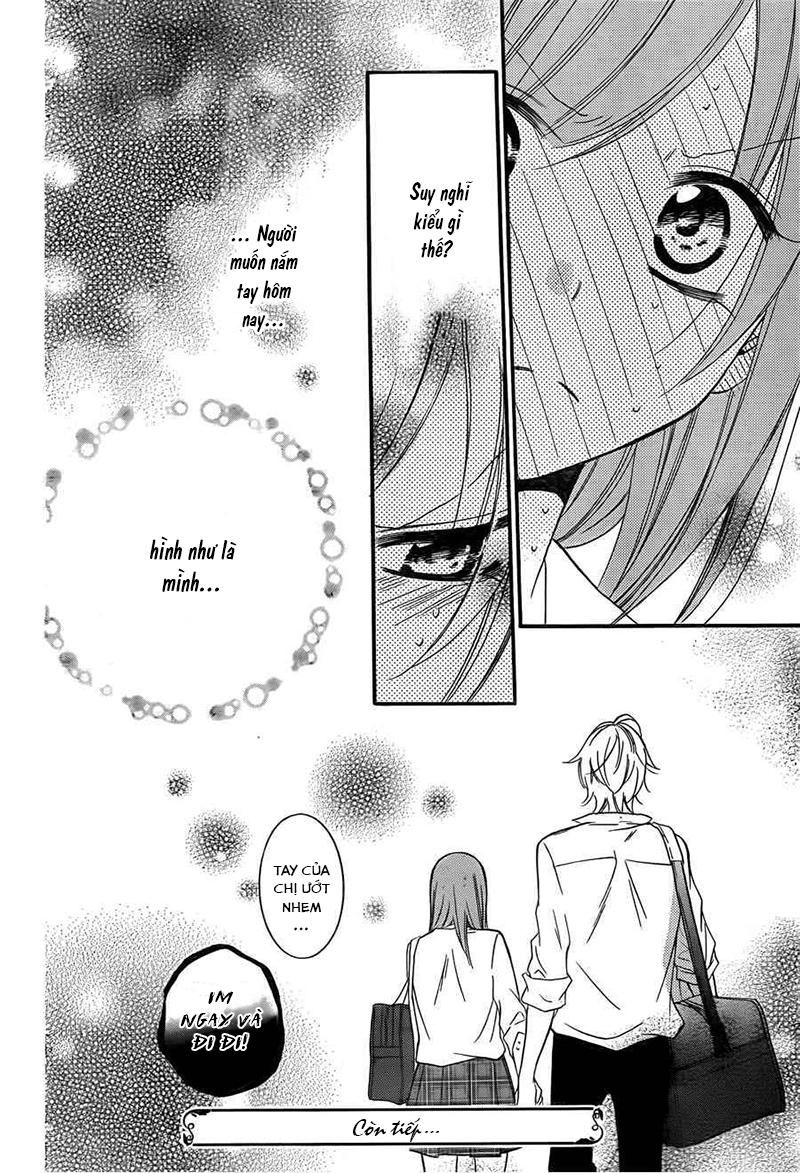 Suy nghĩ
kiểu gì
thế?
... Người
muốn nắm
tay hôm
nay...
hình như là
mình...
TAY CỦA
CHỊ ƯỚT
NHEM
...
IM
NGAY VÀ
ĐI ĐI!
Còn tiếp...